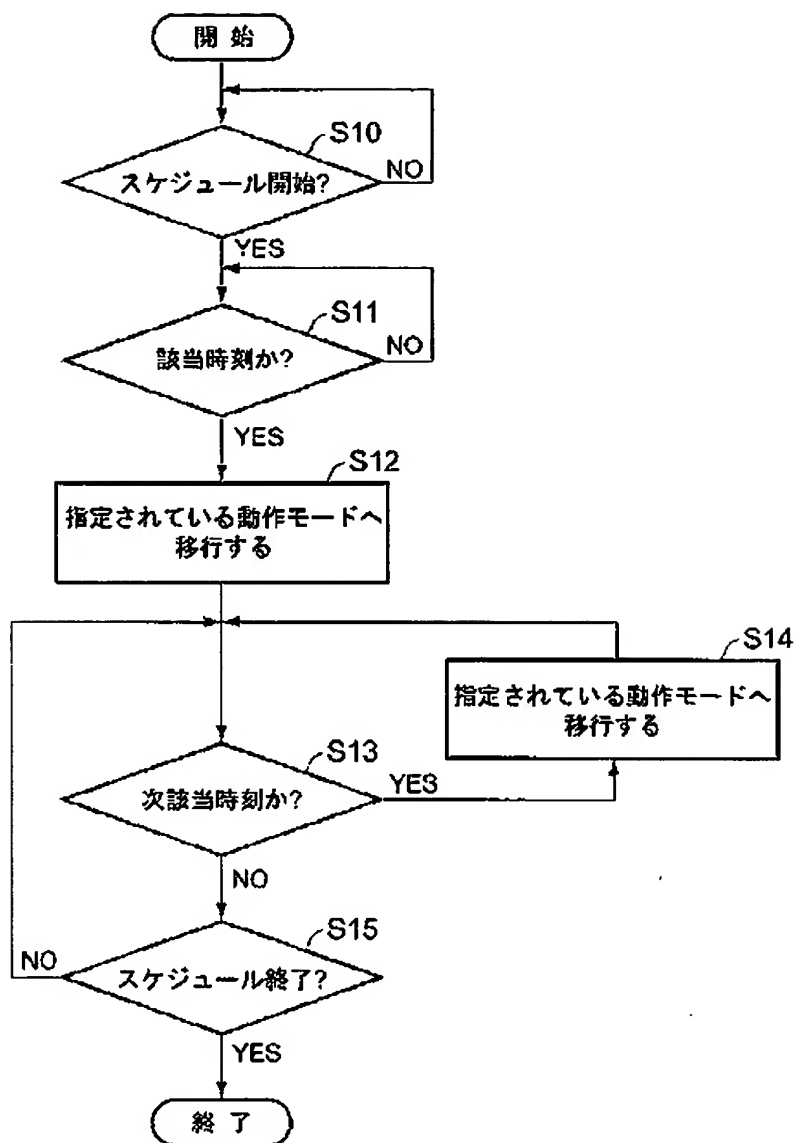 開始
S10
スケジュール開始?
NO
YES
S11
該当時刻か?
NO
YES
S12
指定されている動作モードへ
移行する
S14
指定されている動作モードへ
移行する
S13
次該当時刻か?
YES
NO
S15
スケジュール終了?
NO
YES
終了